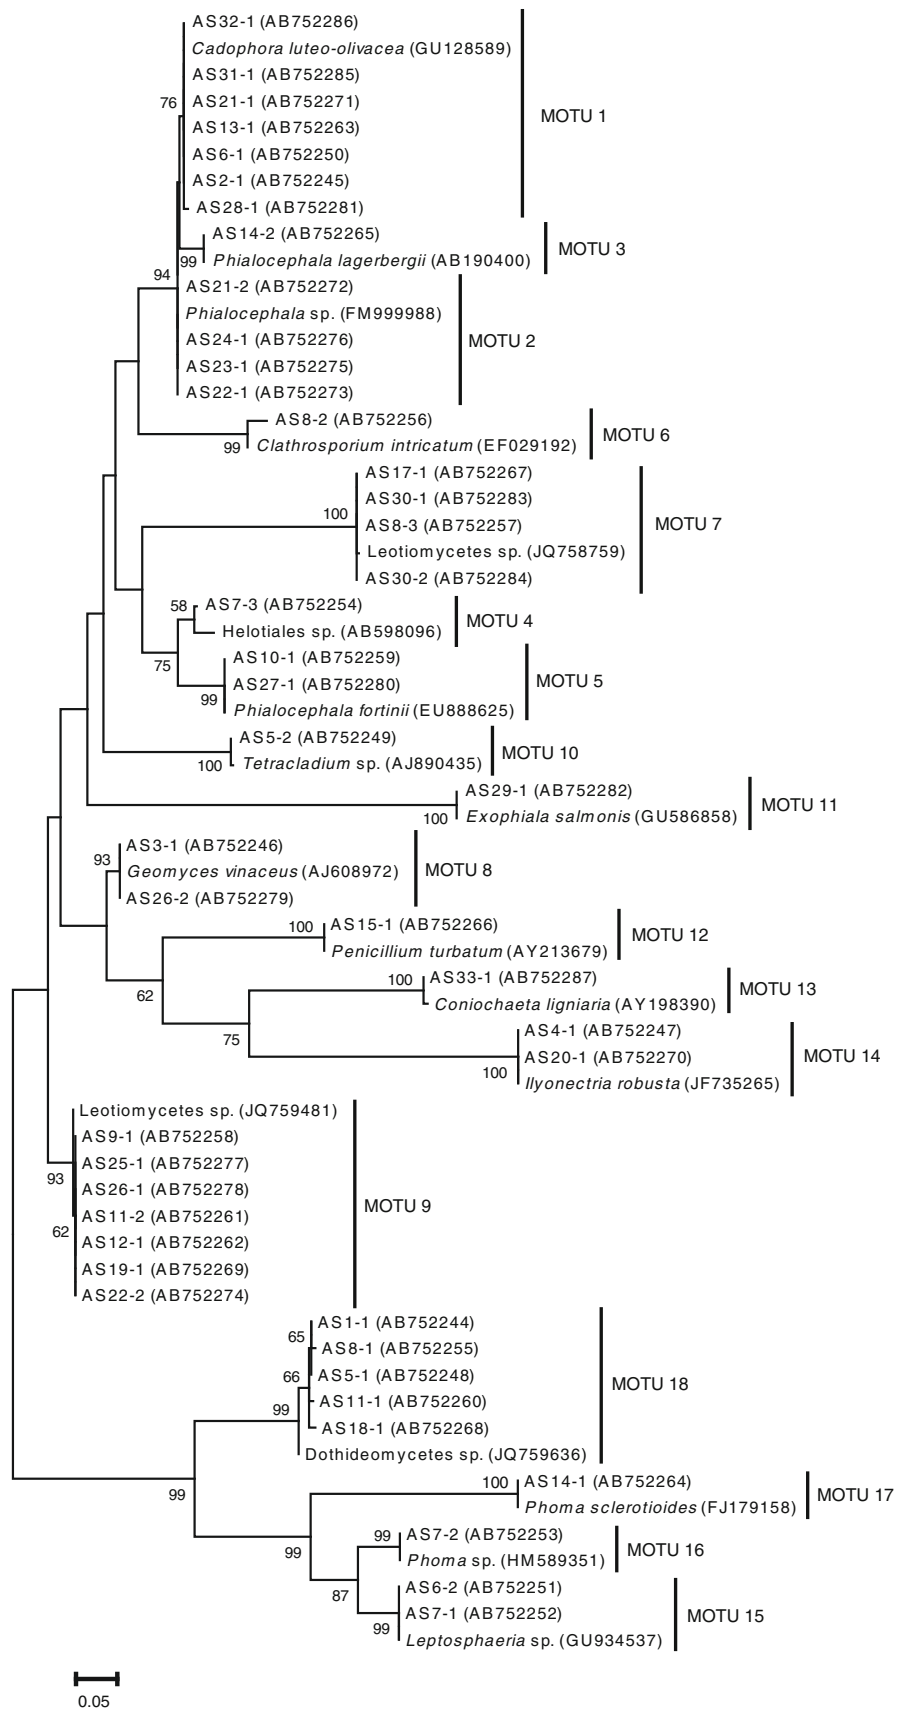 AS32-1 (AB752286)
Cadophora luteo-olivacea (GU128589)
AS31-1 (AB752285)
76
AS21-1 (AB752271)
MOTU 1
AS13-1 (AB752263)
AS6-1 (AB752250)
AS2-1 (AB752245)
AS28-1 (AB752281)
AS14-2 (AB752265)
MOTU 3
99
Phialocephala lagerbergii (AB190400)
94
AS21-2 (AB752272)
Phialocephala sp. (FM999988)
AS24-1 (AB752276)
MOTU 2
AS23-1 (AB752275)
AS22-1 (AB752273)
AS8-2 (AB752256)
MOTU 6
99
Clathrosporium intricatum (EF029192)
AS17-1 (AB752267)
AS30-1 (AB752283)
100
AS8-3 (AB752257)
MOTU 7
Leotiomycetes sp. (JQ758759)
AS30-2 (AB752284)
58
AS7-3 (AB752254)
MOTU 4
Helotiales sp. (AB598096)
75
AS10-1 (AB752259)
AS27-1 (AB752280)
MOTU 5
99
Phialocephala fortinii (EU888625)
AS5-2 (AB752249)
MOTU 10
100
Tetracladium sp. (AJ890435)
AS29-1 (AB752282)
MOTU 11
100
Exophiala salmonis (GU586858)
AS3-1 (AB752246)
93
Geomyces vinaceus (AJ608972)
MOTU 8
AS26-2 (AB752279)
100
AS15-1 (AB752266)
MOTU 12
Penicillium turbatum (AY213679)
100
AS33-1 (AB752287)
MOTU 13
62
Coniochaeta ligniaria (AY198390)
AS4-1 (AB752247)
75
AS20-1 (AB752270)
MOTU 14
100
Ilyonectria robusta (JF735265)
Leotiomycetes sp. (JQ759481)
AS9-1 (AB752258)
AS25-1 (AB752277)
93
AS26-1 (AB752278)
MOTU 9
AS11-2 (AB752261)
62
AS12-1 (AB752262)
AS19-1 (AB752269)
AS22-2 (AB752274)
AS1-1 (AB752244)
65
AS8-1 (AB752255)
66
AS5-1 (AB752248)
MOTU 18
99
AS11-1 (AB752260)
AS18-1 (AB752268)
Dothideomycetes sp. (JQ759636)
99
100
AS14-1 (AB752264)
MOTU 17
Phoma sclerotioides (FJ179158)
99
99
AS7-2 (AB752253)
MOTU 16
Phoma sp. (HM589351)
87
AS6-2 (AB752251)
AS7-1 (AB752252)
MOTU 15
99
Leptosphaeria sp. (GU934537)
0.05